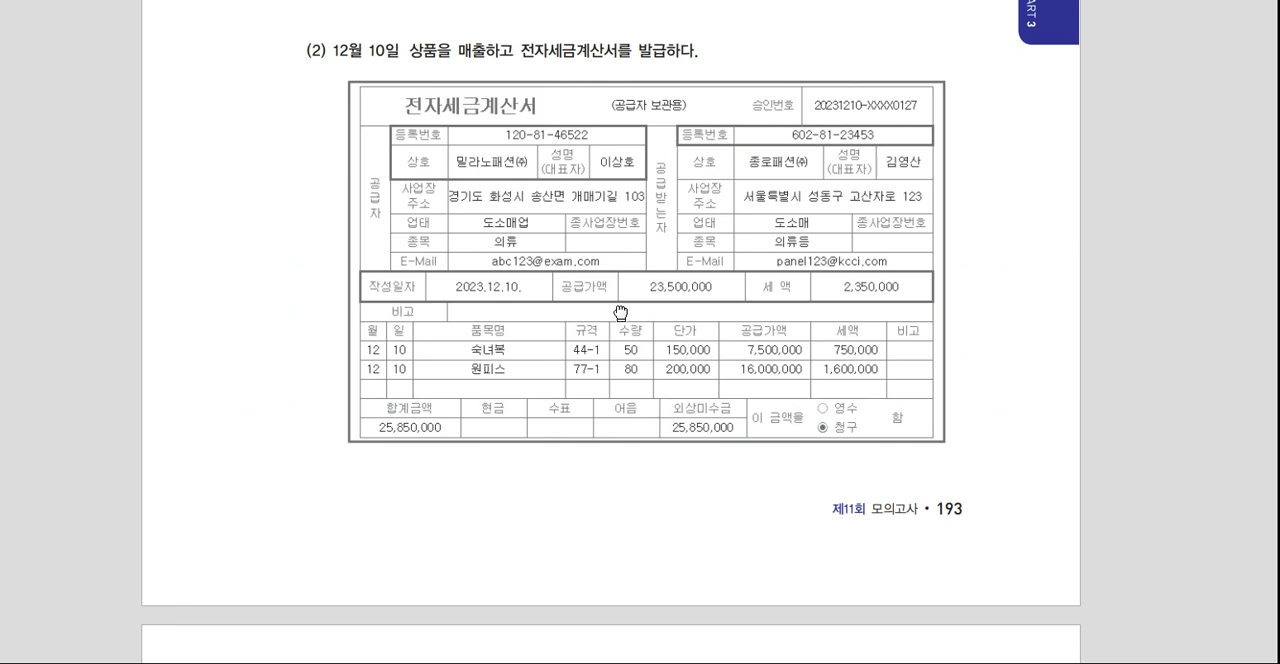 ART 3
(2) 12월 10일 상품을 매출하고 전자세금계산서를 발급하다.
전자세금계산서 (공급자 보관용) 승인번호 20231210-XXXX0127
공급자 등록번호 120-81-46522 공급받는자 등록번호 602-81-23453
상호 밀라노패션㈜ 성명(대표자) 이상호 상호 종로패션㈜ 성명(대표자) 김영산
사업장주소 경기도 화성시 송산면 개매기길 103 사업장주소 서울특별시 성동구 고산자로 123
업태 도소매업 종사업장번호 업태 도소매 종사업장번호
종목 의류 종목 의류등
E-Mail abc123@exam.com E-Mail panel123@kcci.com
작성일자 2023.12.10. 공급가액 23,500,000 세 액 2,350,000
비고
월 일 품목명 규격 수량 단가 공급가액 세액 비고
12 10 숙녀복 44-1 50 150,000 7,500,000 750,000
12 10 원피스 77-1 80 200,000 16,000,000 1,600,000
합계금액 현금 수표 어음 외상미수금 이 금액을 영수 함
25,850,000 25,850,000 청구
제11회 모의고사 • 193